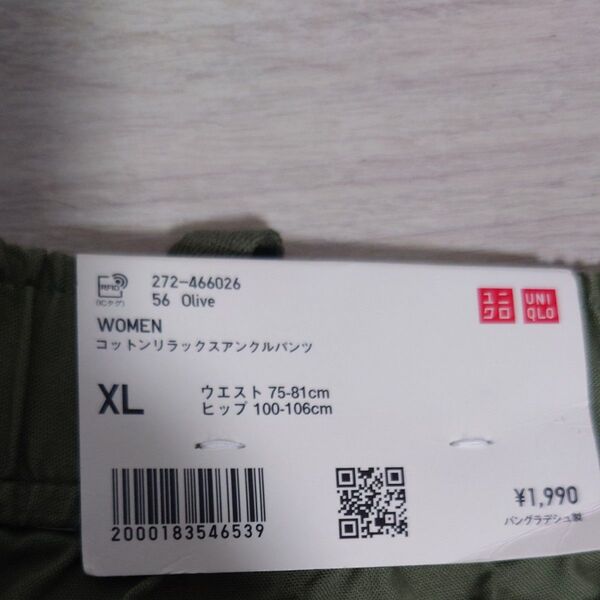 RFID
(ICタグ)
272-466026
56 Olive
ユニ
クロ
UNI
QLO
WOMEN
コットンリラックスアンクルパンツ
XL
ウエスト 75-81cm
ヒップ 100-106cm
2000183546539
¥1,990
バングラデシュ製